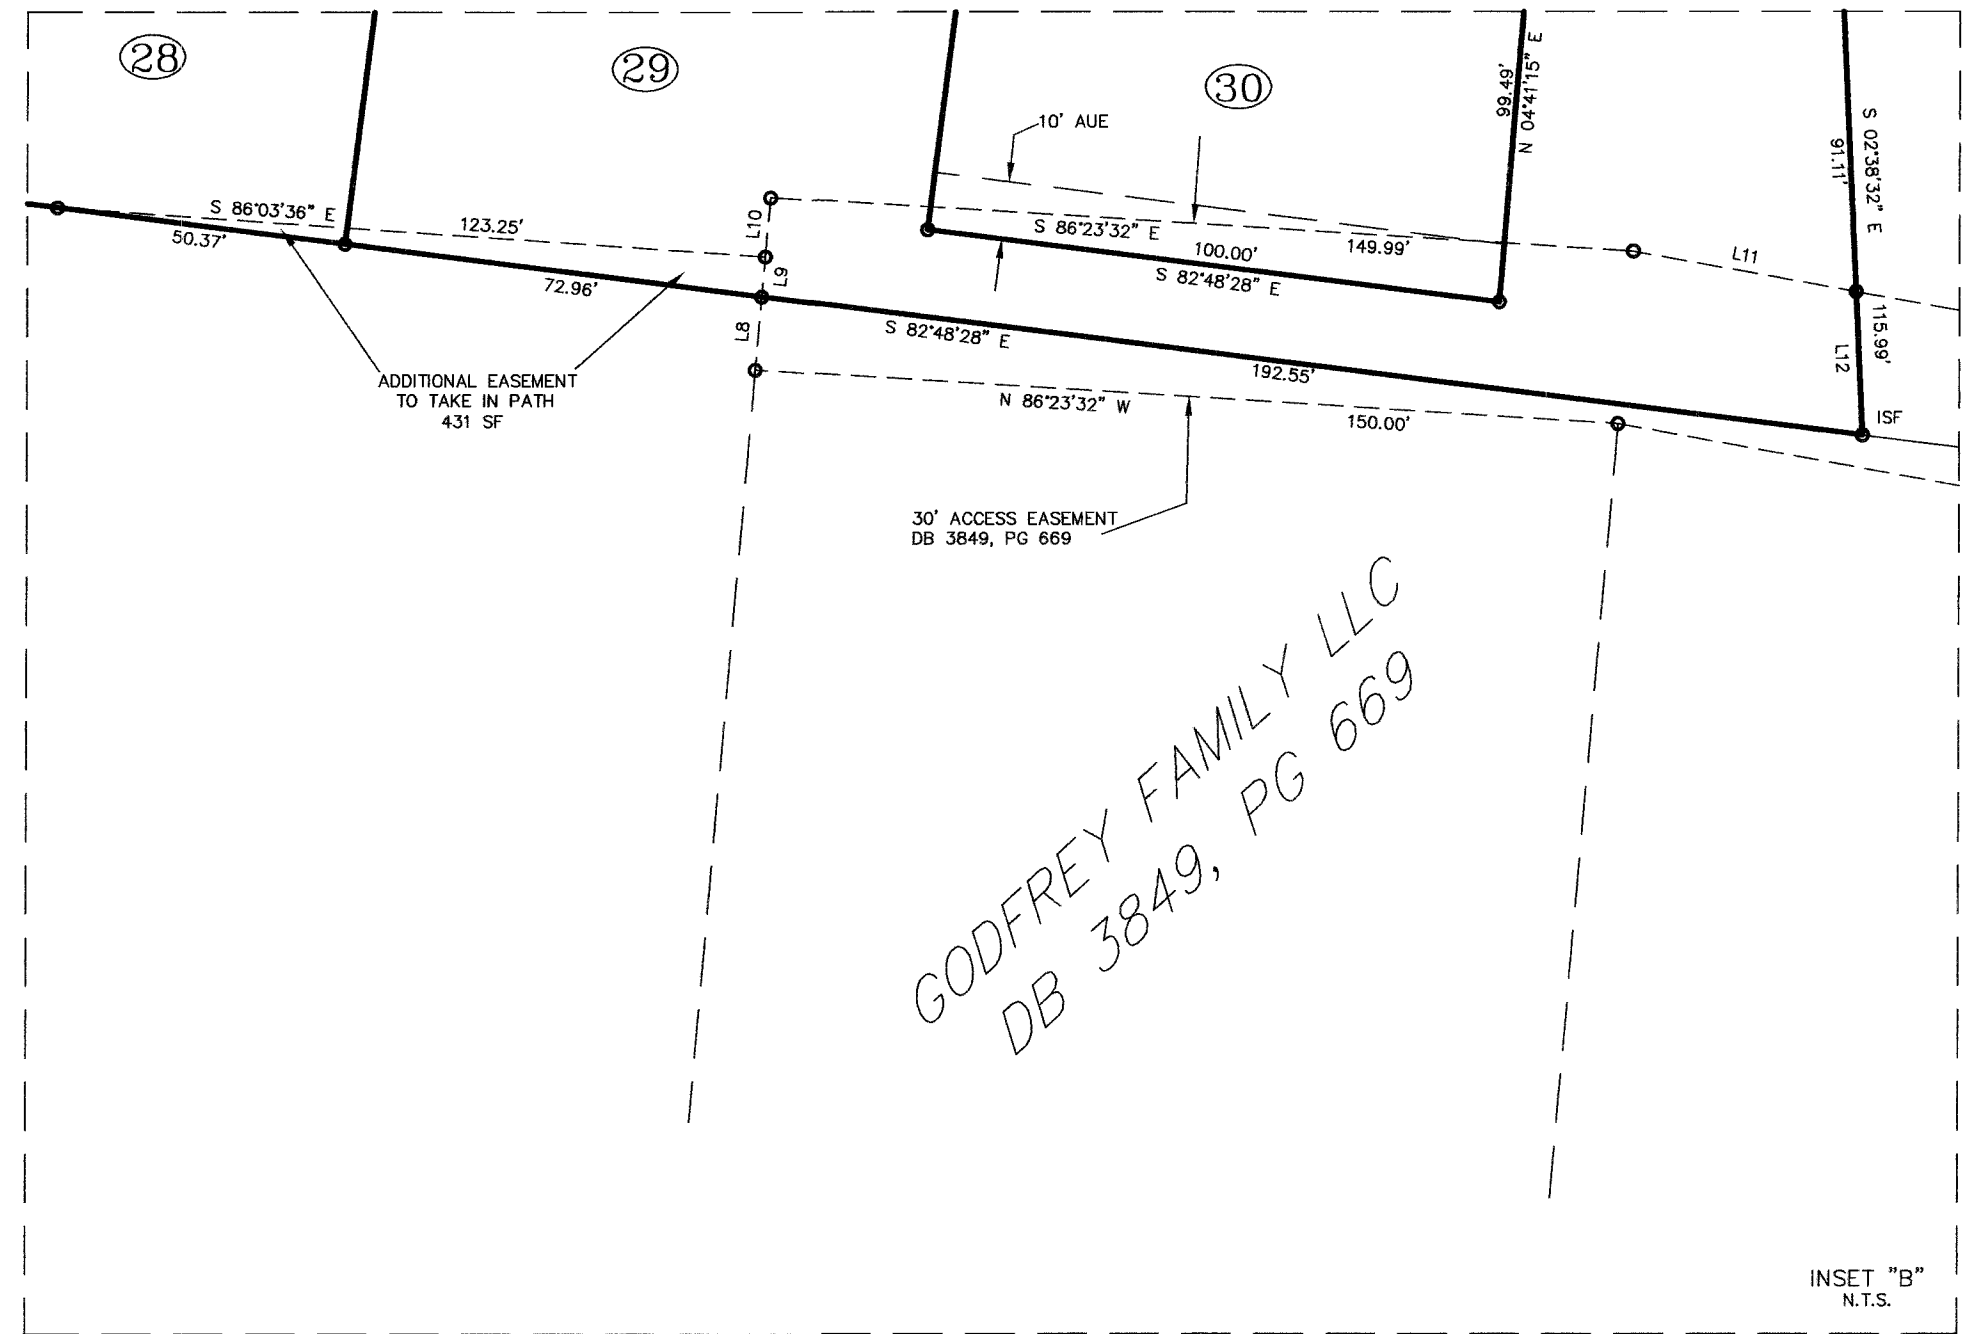 28
29
30
99.49'
N 04°41'15" E
S 02°38'32" E
91.11'
10' AUE
S 86°03'36" E
50.37'
123.25'
L10
L9
L8
72.96'
S 86°23'32" E
149.99'
100.00'
S 82°48'28" E
L11
115.99'
L12
S 82°48'28" E
192.55'
ISF
ADDITIONAL EASEMENT
TO TAKE IN PATH
431 SF
N 86°23'32" W
150.00'
30' ACCESS EASEMENT
DB 3849, PG 669
GODFREY FAMILY LLC
DB 3849, PG 669
INSET "B"
N.T.S.